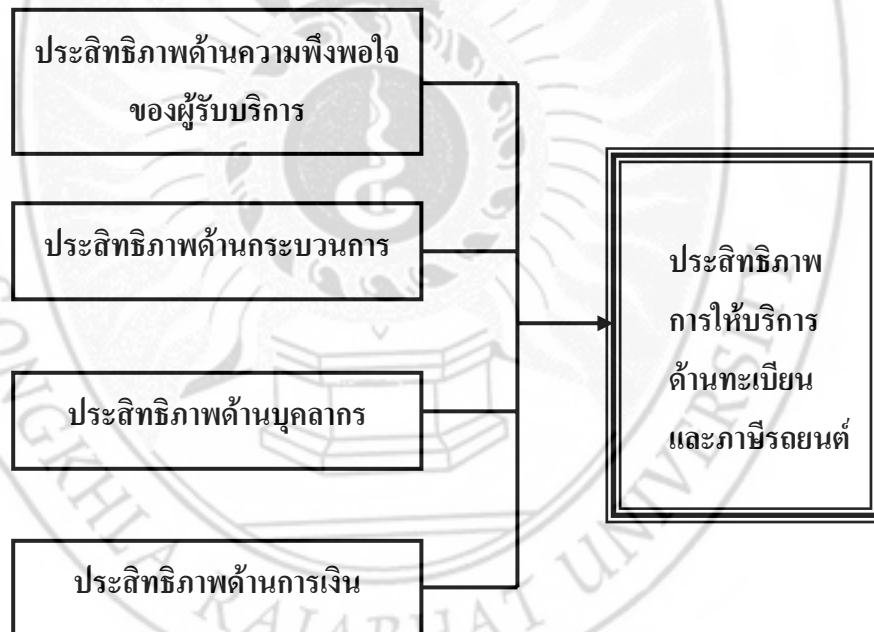 ประสิทธิภาพด้านความพึงพอใจ
ของผู้รับบริการ
ประสิทธิภาพด้านกระบวนการ
ประสิทธิภาพด้านบุคลากร
ประสิทธิภาพด้านการเงิน
ประสิทธิภาพ
การให้บริการ
ด้านทะเบียน
และภาษีรถยนต์
ONGKHLA RAJABHAT UNIVERSITY